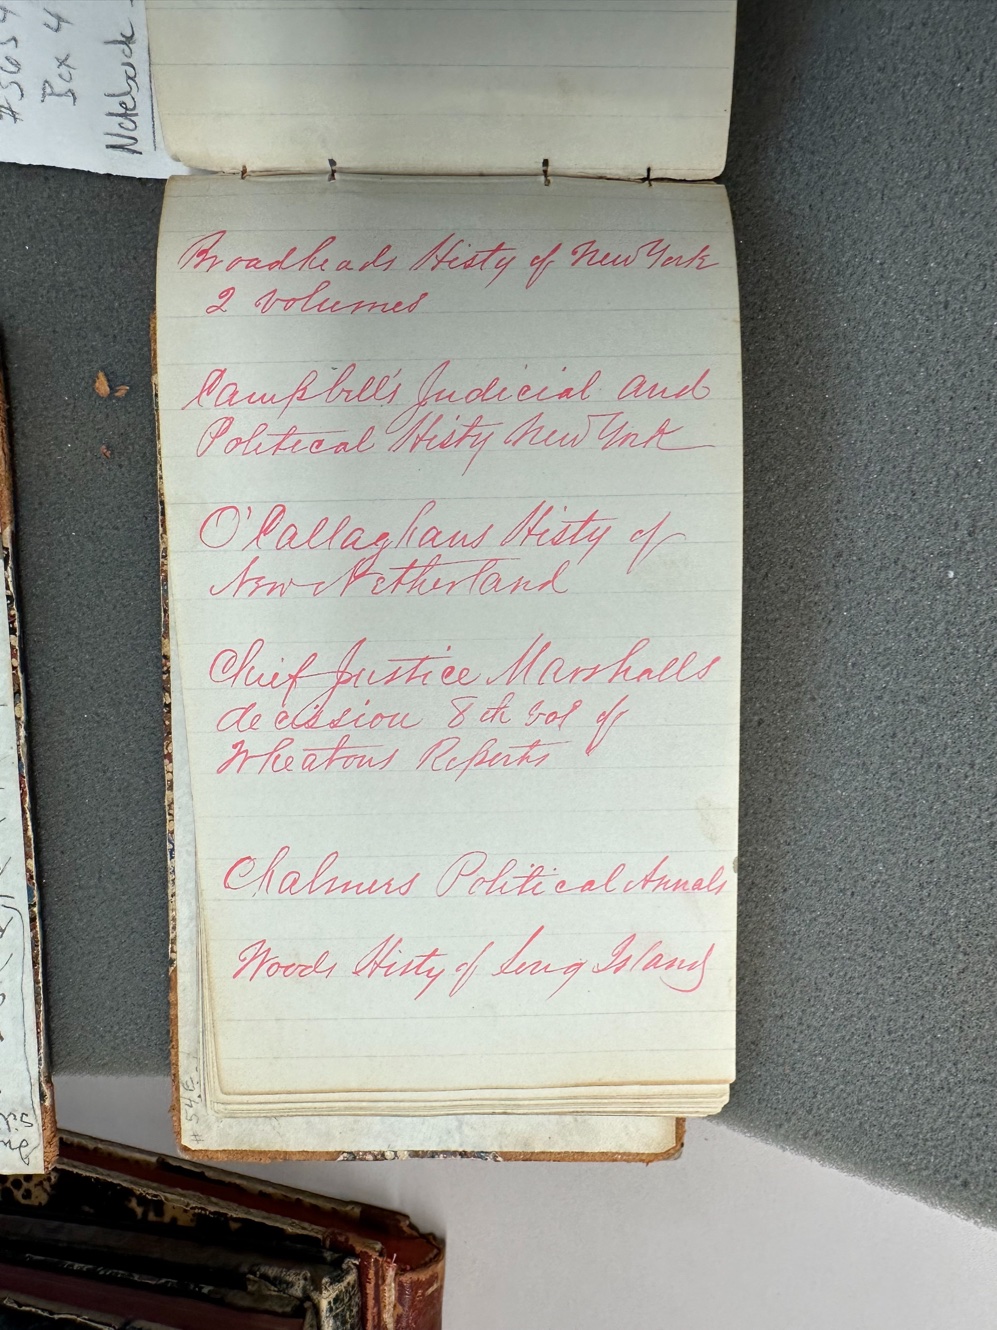 Broadheads Histy of New York
2 volumes
Campbell's Judicial and
Political Histy New York
O'Callaghans Histy of
New Netherland
Chief Justice Marshalls
decission 8th Vol of
Wheatons Reports
Chalmers Political Annals
Woods Histy of Long Island
Box 4
Notebook
#54E